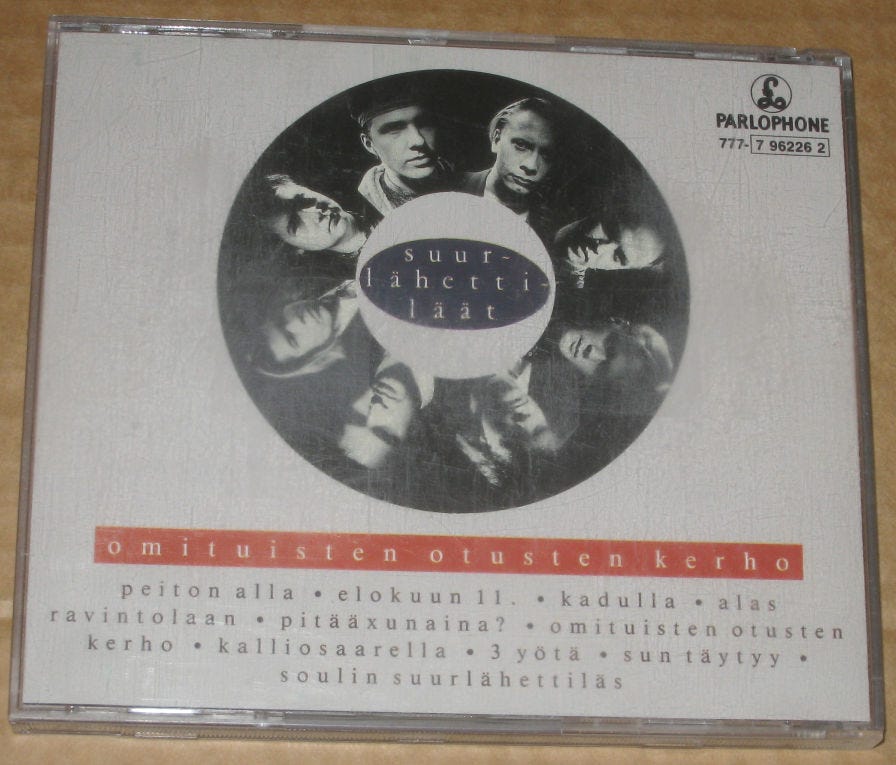 PARLOPHONE
777-7 96226 2
suur-
lähetti-
läät
omituisten otusten kerho
peiton alla • elokuun 11. • kadulla • alas
ravintolaan • pitääxunaina? • omituisten otusten
kerho • kalliosaarella • 3 yötä • sun täytyy •
soulin suurlähettiläs